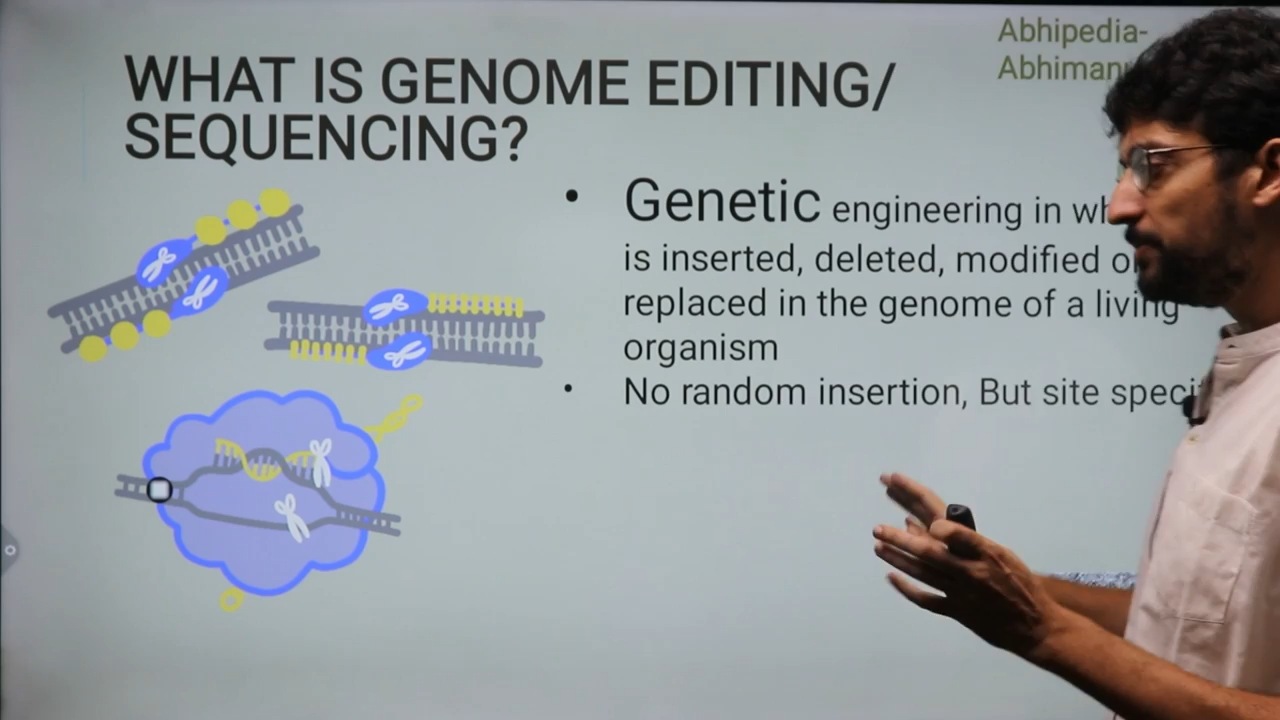 Abhipedia-
WHAT IS GENOME EDITING/
SEQUENCING?
Genetic engineering in
is inserted, deleted, modified
replaced in the genome of a living
organism
No random insertion, But site